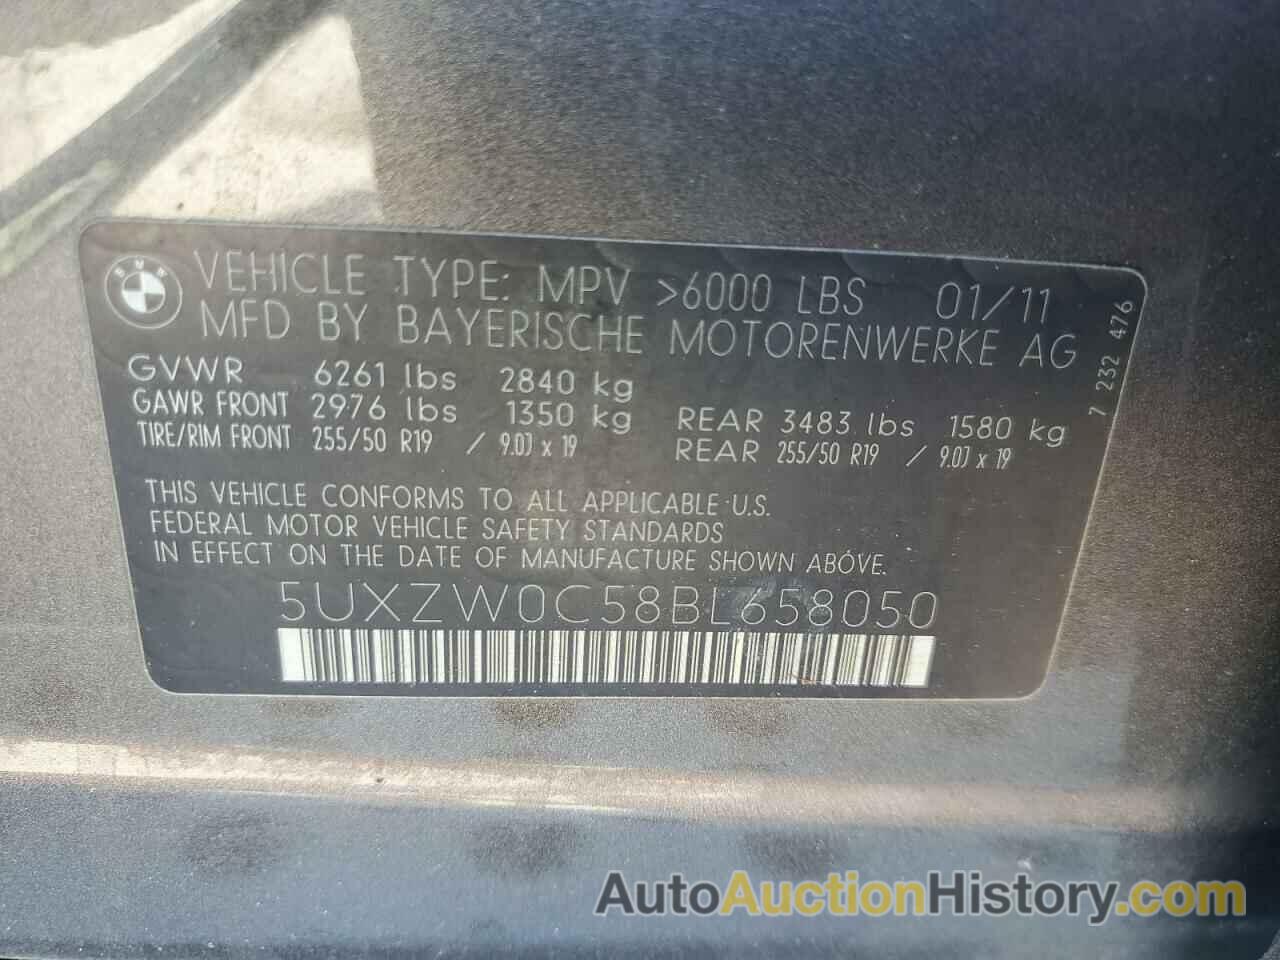 BMW
VEHICLE TYPE: MPV >6000 LBS 01/11
MFD BY BAYERISCHE MOTORENWERKE AG
GVWR 6261 lbs 2840 kg
GAWR FRONT 2976 lbs 1350 kg REAR 3483 lbs 1580 kg
TIRE/RIM FRONT 255/50 R19 / 9.0J x 19 REAR 255/50 R19 / 9.0J x 19
THIS VEHICLE CONFORMS TO ALL APPLICABLE U.S.
FEDERAL MOTOR VEHICLE SAFETY STANDARDS
IN EFFECT ON THE DATE OF MANUFACTURE SHOWN ABOVE.
5UXZW0C58BL658050
7 232 476
AutoAuctionHistory.com